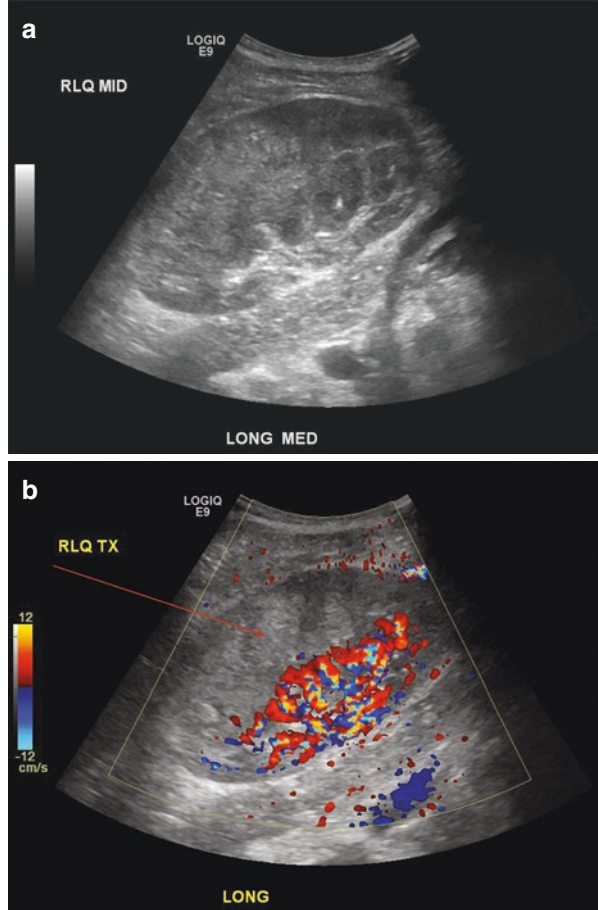 a
LOGIQ
E9
RLQ MID
LONG MED
b
LOGIQ
E9
RLQ TX
12
-12
cm/s
LONG